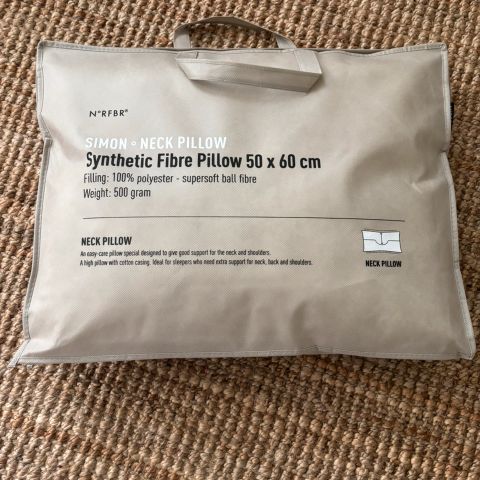 N°RFBR°
SIMON ° NECK PILLOW
Synthetic Fibre Pillow 50 x 60 cm
Filling: 100% polyester - supersoft ball fibre
Weight: 500 gram
NECK PILLOW
An easy-care pillow special designed to give good support for the neck and shoulders.
A high pillow with cotton casing. Ideal for sleepers who need extra support for neck, back and shoulders.
NECK PILLOW